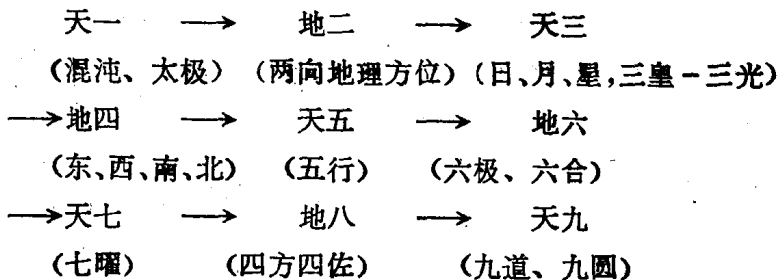 天一 → 地二 → 天三
（混沌、太极）（两向地理方位）（日、月、星，三皇－三光）
→地四 → 天五 → 地六
（东、西、南、北） （五行） （六极、六合）
→天七 → 地八 → 天九
（七曜） （四方四佐） （九道、九圆）